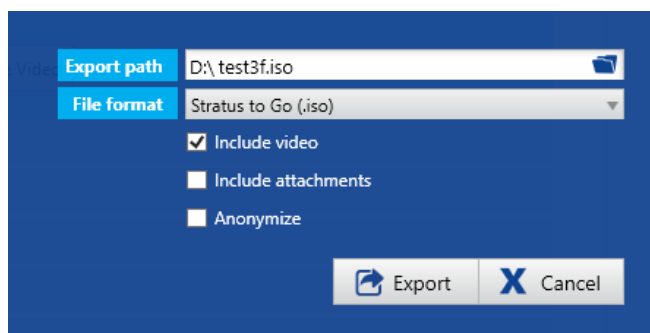 Export path D:\ test3f.iso
File format Stratus to Go (.iso)
Include video
Include attachments
Anonymize
Export Cancel